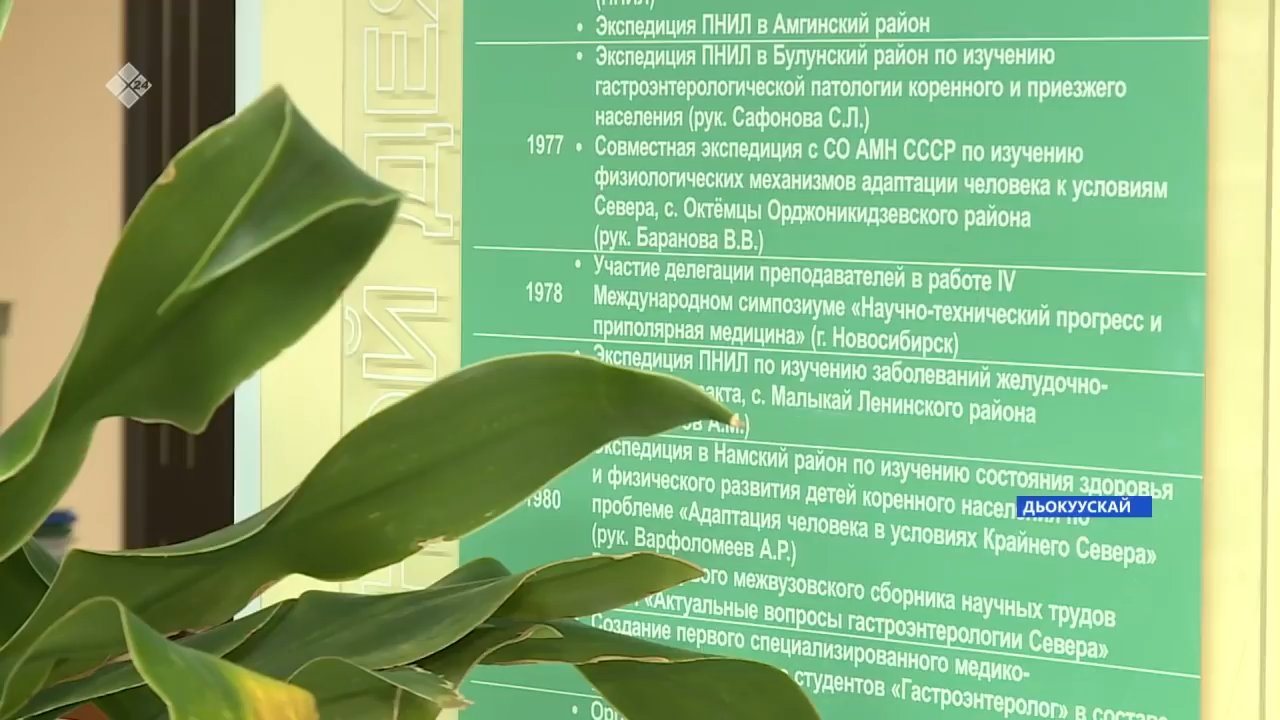 (ПНИЛ)
• Экспедиция ПНИЛ в Амгинский район
• Экспедиция ПНИЛ в Булунский район по изучению
гастроэнтерологической патологии коренного и приезжего
населения (рук. Сафонова С.Л.)
1977 • Совместная экспедиция с СО АМН СССР по изучению
физиологических механизмов адаптации человека к условиям
Севера, с. Октёмцы Орджоникидзевского района
(рук. Баранова В.В.)
• Участие делегации преподавателей в работе IV
1978 Международном симпозиуме «Научно-технический прогресс и
приполярная медицина» (г. Новосибирск)
Экспедиция ПНИЛ по изучению заболеваний желудочно-
с. Малыкай Ленинского района
А.М.)
Экспедиция в Намский район по изучению состояния здоровья
и физического развития детей коренного населения по
1980 проблеме «Адаптация человека в условиях Крайнего Севера»
(рук. Варфоломеев А.Р.)
межвузовского сборника научных трудов
«Актуальные вопросы гастроэнтерологии Севера»
Создание первого специализированного медико-
студентов «Гастроэнтеролог» в составе
•
Х24
ДЬОКУУСКАЙ